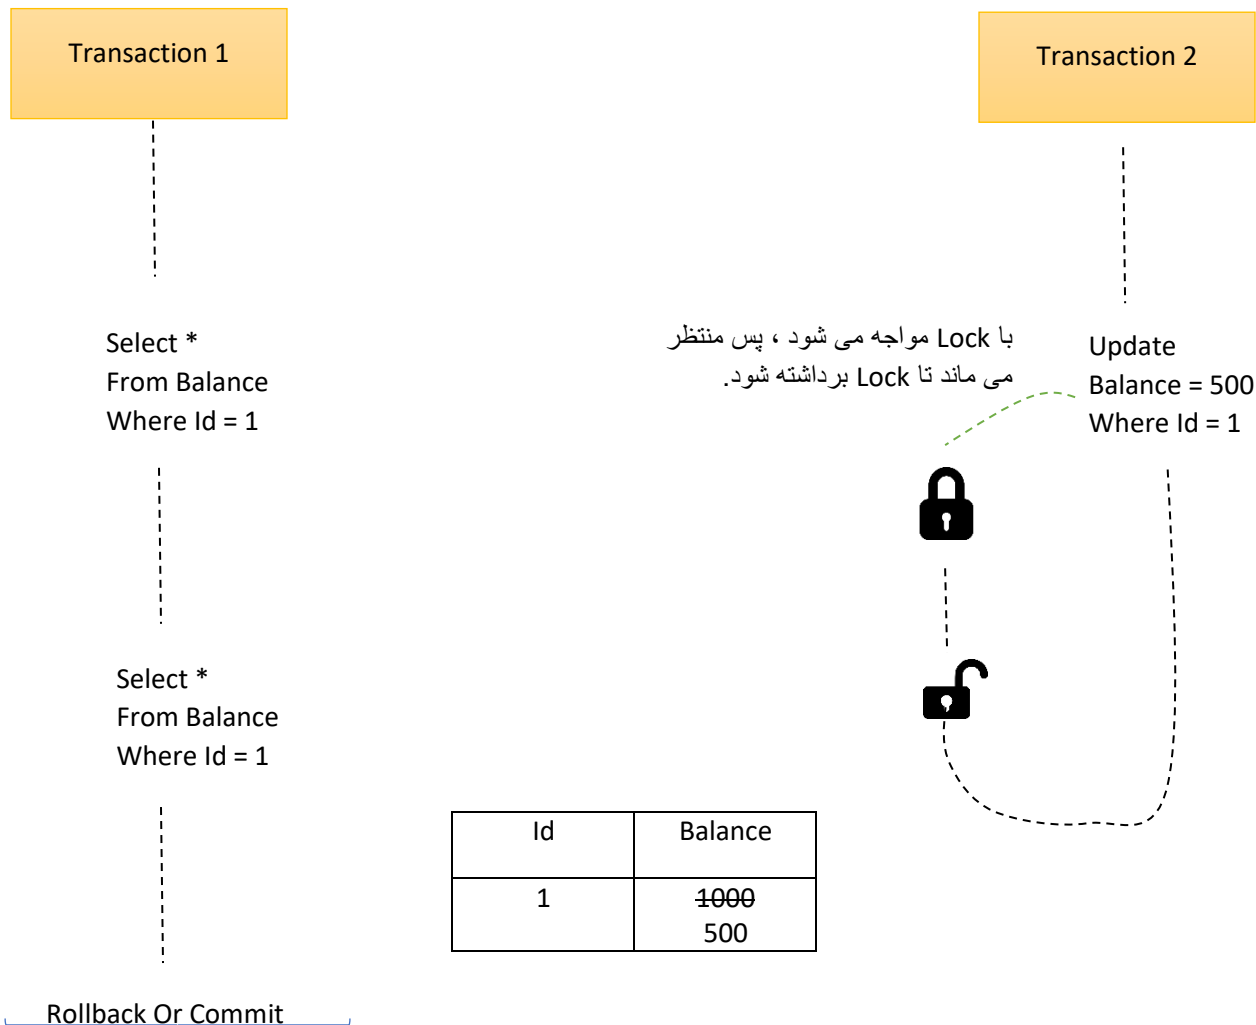 Transaction 1
Transaction 2
Select *
From Balance
Where Id = 1
با Lock مواجه می شود ، پس منتظر
می ماند تا Lock برداشته شود.
Update
Balance = 500
Where Id = 1
Select *
From Balance
Where Id = 1
Id Balance
1 1000
500
Rollback Or Commit